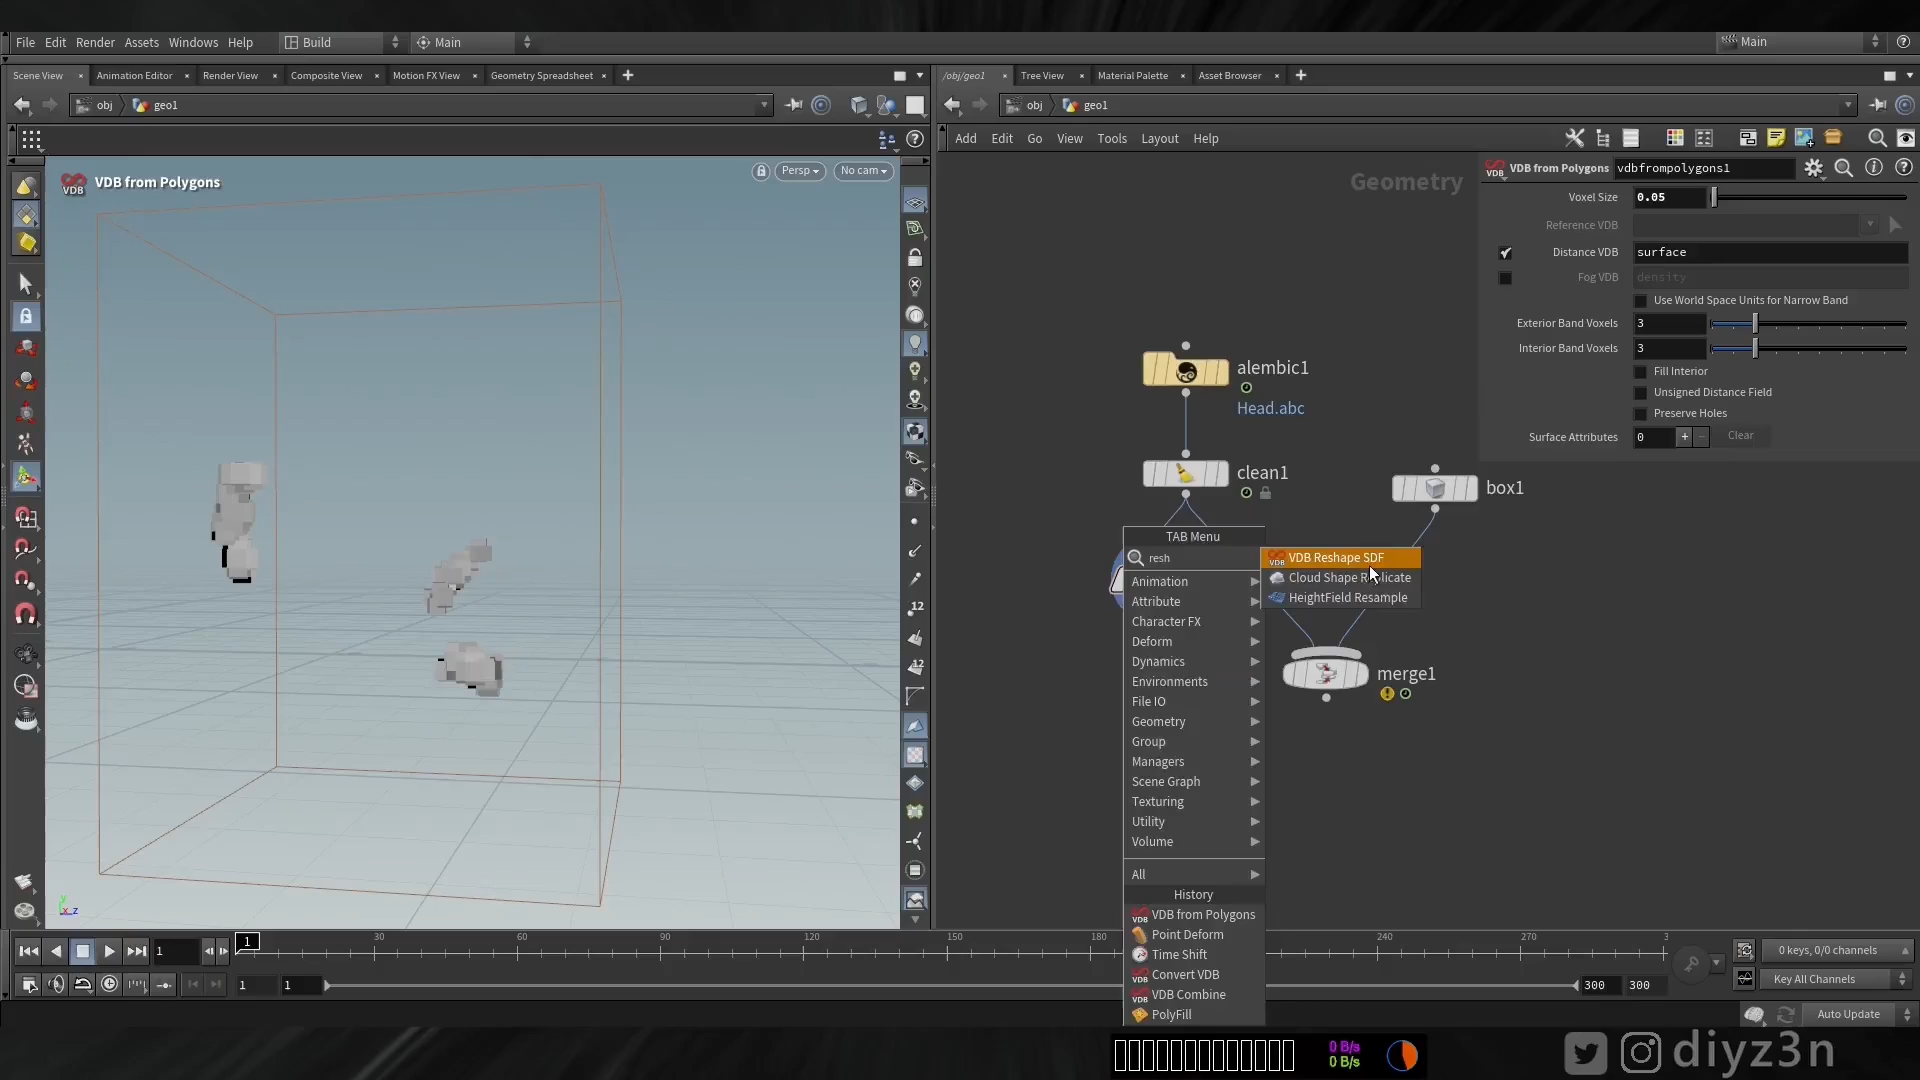 File Edit Render Assets Windows Help Build Main Main
Scene View Animation Editor Render View Composite View Motion FX View Geometry Spreadsheet
/obj/geo1 Tree View Material Palette Asset Browser
obj geo1
obj geo1
Add Edit Go View Tools Layout Help
VDB from Polygons
VDB
Persp
No cam
Geometry
VDB
VDB from Polygons vdbfrompolygons1
Voxel Size 0.05
Reference VDB
Distance VDB surface
Fog VDB density
Use World Space Units for Narrow Band
Exterior Band Voxels 3
Interior Band Voxels 3
Fill Interior
Unsigned Distance Field
Preserve Holes
Surface Attributes 0 + - Clear
alembic1
Head.abc
clean1
box1
merge1
TAB Menu
resh
VDB Reshape SDF
HeightField Resample
Animation
Attribute
Character FX
Deform
Dynamics
Environments
File IO
Geometry
Group
Managers
Scene Graph
Texturing
Utility
Volume
All
History
VDB from Polygons
Point Deform
Time Shift
Convert VDB
VDB Combine
PolyFill
12
12
y
x z
1 1 30 60 90 120 150 180 240 270 3
0 keys, 0/0 channels
1 1 300 300
Key All Channels
Auto Update
0 B/s
0 B/s
diyz3n